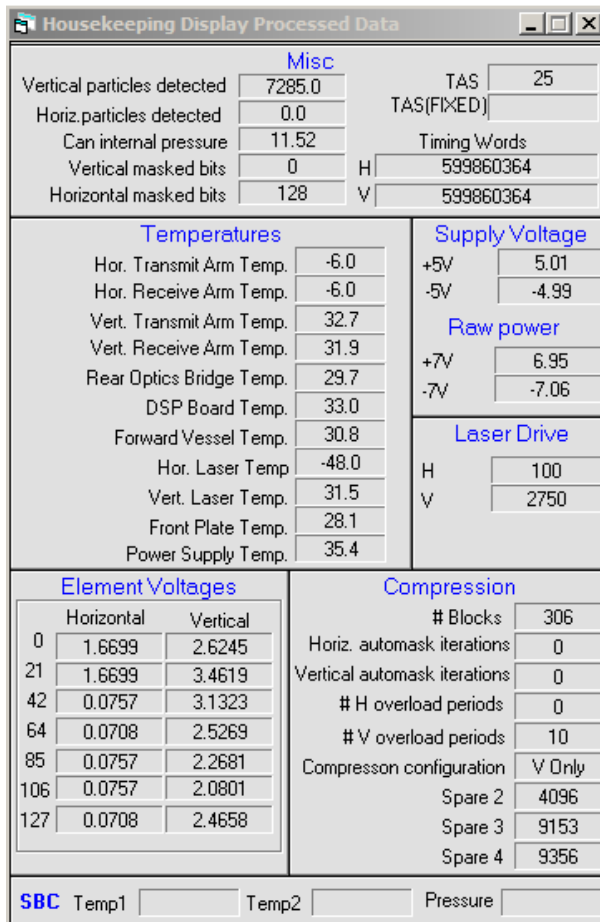 Housekeeping Display Processed Data
Misc
Vertical particles detected 7285.0
Horiz.particles detected 0.0
Can internal pressure 11.52
Vertical masked bits 0
Horizontal masked bits 128
TAS 25
TAS(FIXED)
Timing Words
H 599860364
V 599860364
Temperatures
Hor. Transmit Arm Temp. -6.0
Hor. Receive Arm Temp. -6.0
Vert. Transmit Arm Temp. 32.7
Vert. Receive Arm Temp. 31.9
Rear Optics Bridge Temp. 29.7
DSP Board Temp. 33.0
Forward Vessel Temp. 30.8
Hor. Laser Temp -48.0
Vert. Laser Temp. 31.5
Front Plate Temp. 28.1
Power Supply Temp. 35.4
Supply Voltage
+5V 5.01
-5V -4.99
Raw power
+7V 6.95
-7V -7.06
Laser Drive
H 100
V 2750
Element Voltages
Horizontal Vertical
0 1.6699 2.6245
21 1.6699 3.4619
42 0.0757 3.1323
64 0.0708 2.5269
85 0.0757 2.2681
106 0.0757 2.0801
127 0.0708 2.4658
Compression
# Blocks 306
Horiz. automask iterations 0
Vertical automask iterations 0
# H overload periods 0
# V overload periods 10
Compresson configuration V Only
Spare 2 4096
Spare 3 9153
Spare 4 9356
SBC Temp1 Temp2 Pressure